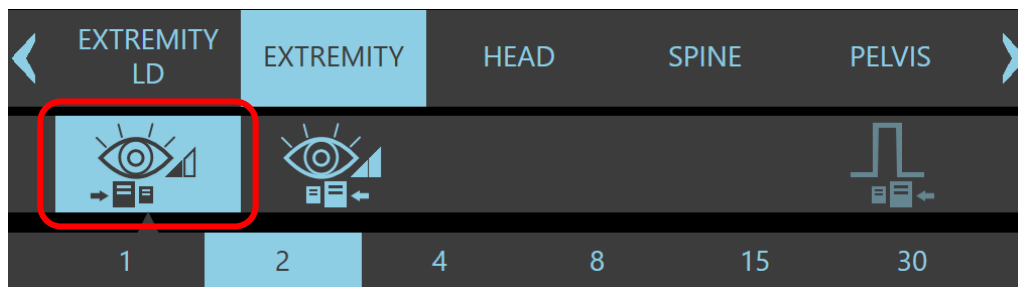 EXTREMITY
LD
EXTREMITY
HEAD
SPINE
PELVIS
1
2
4
8
15
30